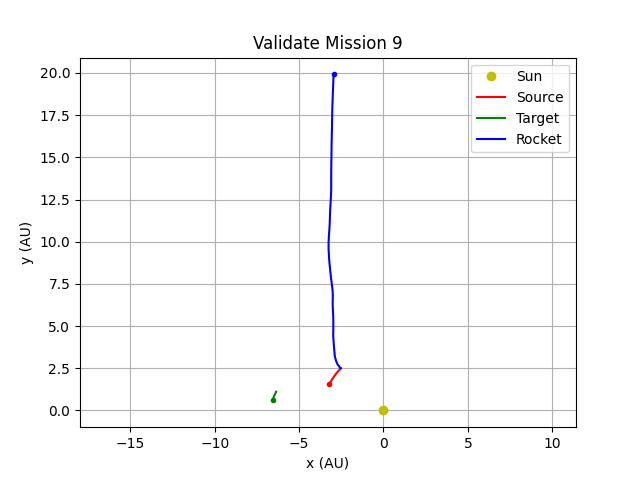 Validate Mission 9
Sun
Source
Target
Rocket
20.0
17.5
15.0
12.5
10.0
7.5
5.0
2.5
0.0
y (AU)
−15
−10
−5
0
5
10
x (AU)